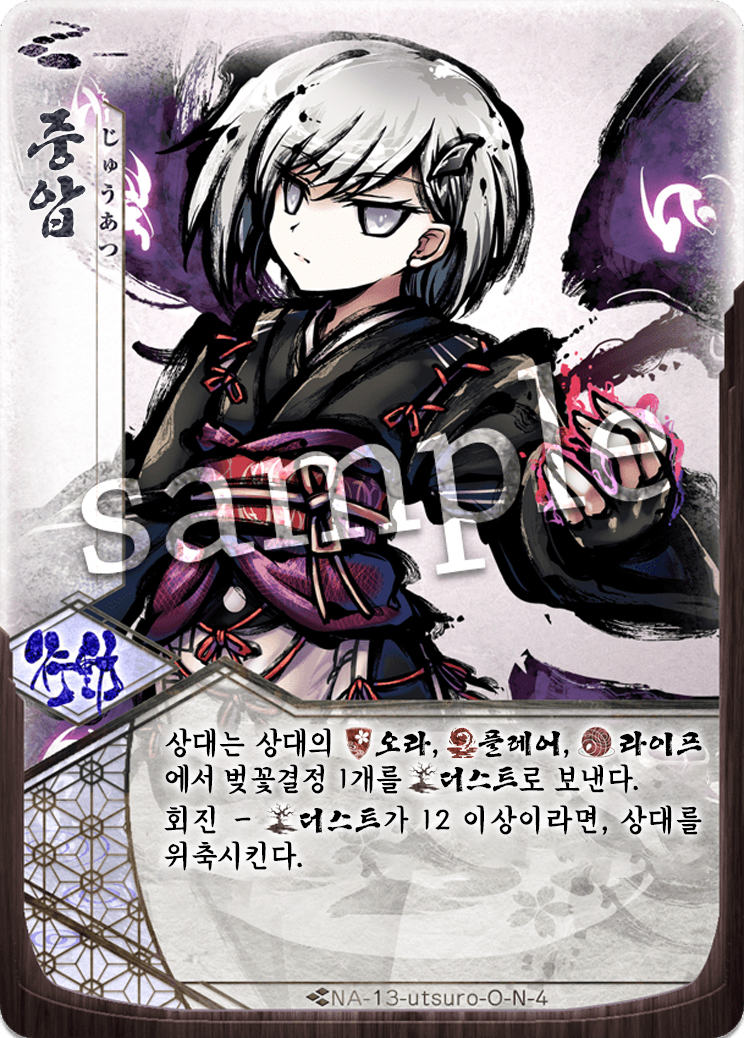 중압
じゅうあつ
sample
행위
상대는 상대의 오라, 플레어, 라이프
에서 벚꽃결정 1개를 더스트로 보낸다.
회진 - 더스트가 12 이상이라면, 상대를
위축시킨다.
NA-13-utsuro-O-N-4